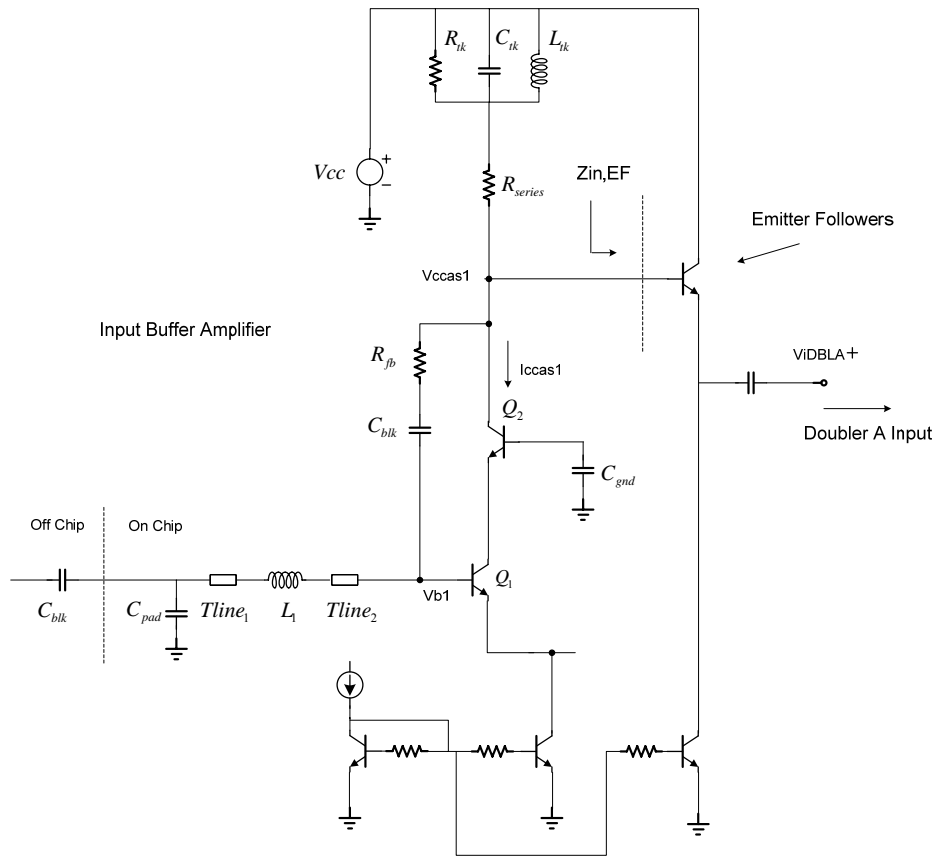 R_tk
C_tk
L_tk
Vcc
+
−
R_series
Zin,EF
Emitter Followers
Vccas1
Input Buffer Amplifier
R_fb
Iccas1
ViDBLA+
Q_2
C_blk
Doubler A Input
C_gnd
Off Chip
On Chip
Q_1
Vb1
C_blk
C_pad
Tline_1
L_1
Tline_2